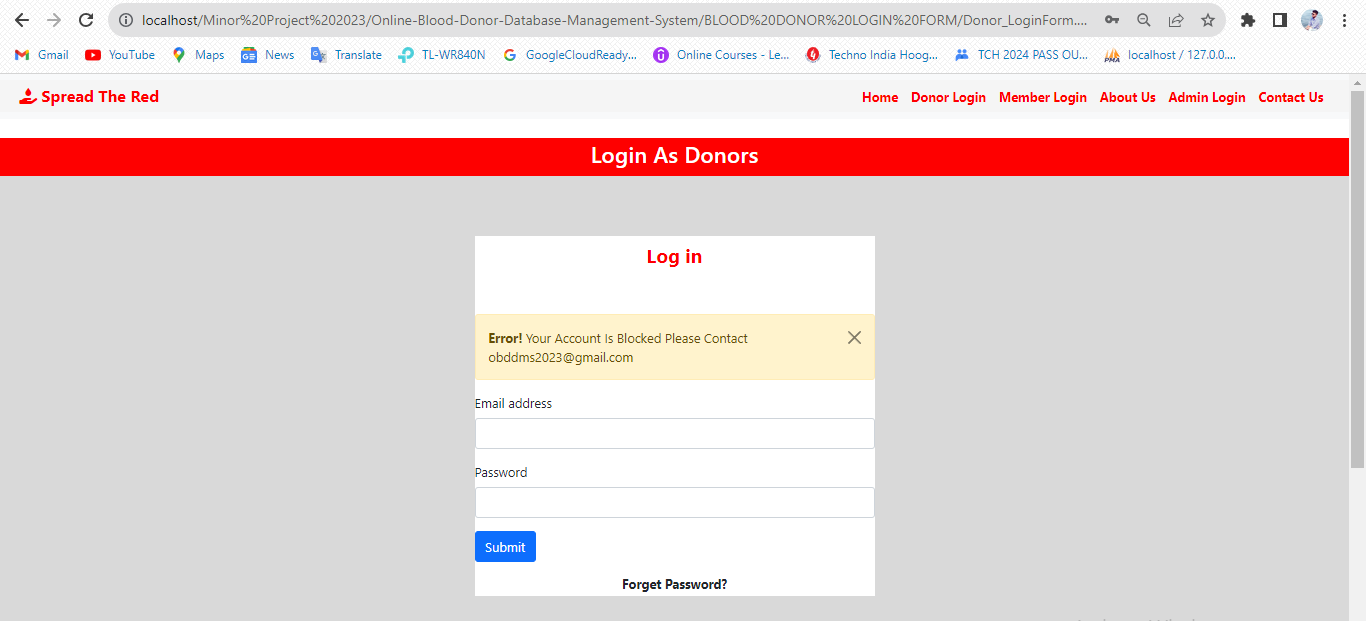 localhost/Minor%20Project%202023/Online-Blood-Donor-Database-Management-System/BLOOD%20DONOR%20LOGIN%20FORM/Donor_LoginForm....
Gmail YouTube Maps News Translate TL-WR840N GoogleCloudReady... Online Courses - Le... Techno India Hoog... TCH 2024 PASS OU... PMA localhost / 127.0.0....
Spread The Red Home Donor Login Member Login About Us Admin Login Contact Us
Login As Donors
Log in
Error! Your Account Is Blocked Please Contact
obddms2023@gmail.com
Email address
Password
Submit
Forget Password?